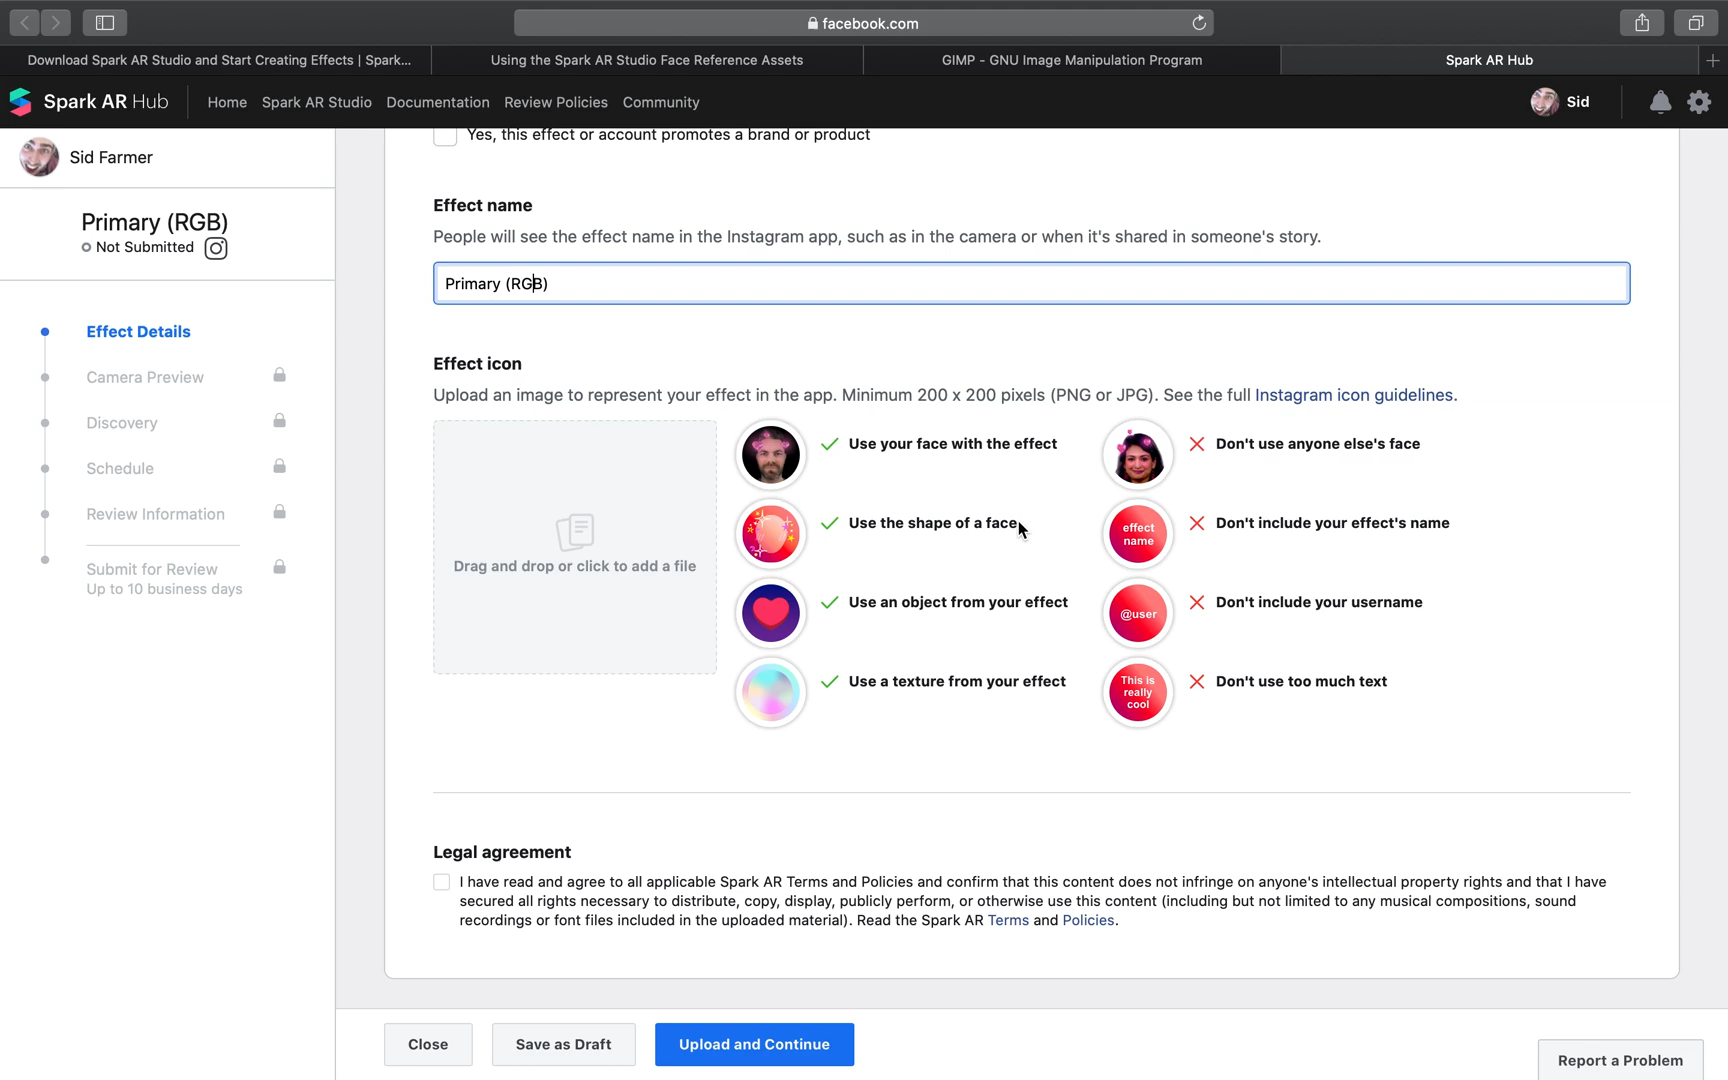 facebook.com
Download Spark AR Studio and Start Creating Effects | Spark...
Using the Spark AR Studio Face Reference Assets
GIMP - GNU Image Manipulation Program
Spark AR Hub
Spark AR Hub
Home
Spark AR Studio
Documentation
Review Policies
Community
Sid
Sid Farmer
Primary (RGB)
Not Submitted
Effect Details
Camera Preview
Discovery
Schedule
Review Information
Submit for Review
Up to 10 business days
Yes, this effect or account promotes a brand or product
Effect name
People will see the effect name in the Instagram app, such as in the camera or when it's shared in someone's story.
Primary (RGB)
Effect icon
Upload an image to represent your effect in the app. Minimum 200 x 200 pixels (PNG or JPG). See the full Instagram icon guidelines.
Drag and drop or click to add a file
Use your face with the effect
Don't use anyone else's face
Use the shape of a face
effect
name
Don't include your effect's name
Use an object from your effect
@user
Don't include your username
Use a texture from your effect
This is
really
cool
Don't use too much text
Legal agreement
I have read and agree to all applicable Spark AR Terms and Policies and confirm that this content does not infringe on anyone's intellectual property rights and that I have
secured all rights necessary to distribute, copy, display, publicly perform, or otherwise use this content (including but not limited to any musical compositions, sound
recordings or font files included in the uploaded material). Read the Spark AR Terms and Policies.
Close
Save as Draft
Upload and Continue
Report a Problem